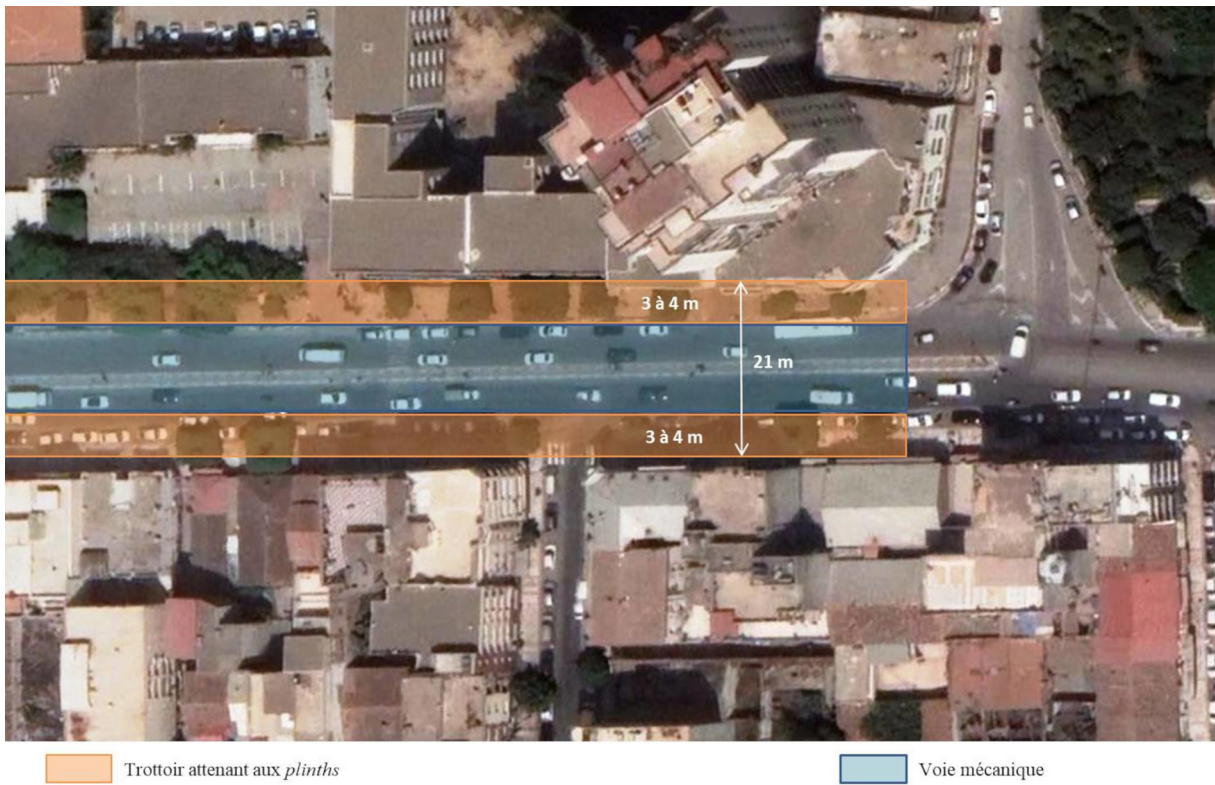 3 à 4 m
21 m
3 à 4 m
Trottoir attenant aux plinths
Voie mécanique